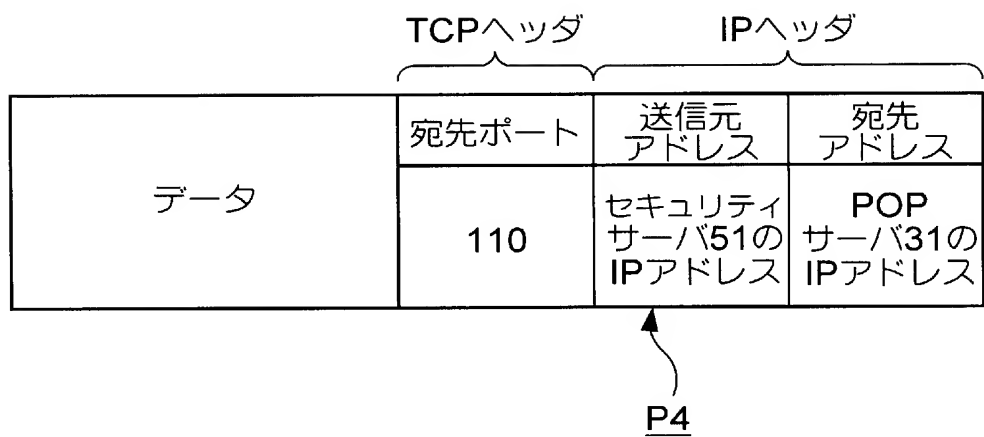 TCPヘッダ
IPヘッダ
データ
宛先ポート
送信元
アドレス
宛先
アドレス
110
セキュリティ
サーバ51の
IPアドレス
POP
サーバ31の
IPアドレス
P4